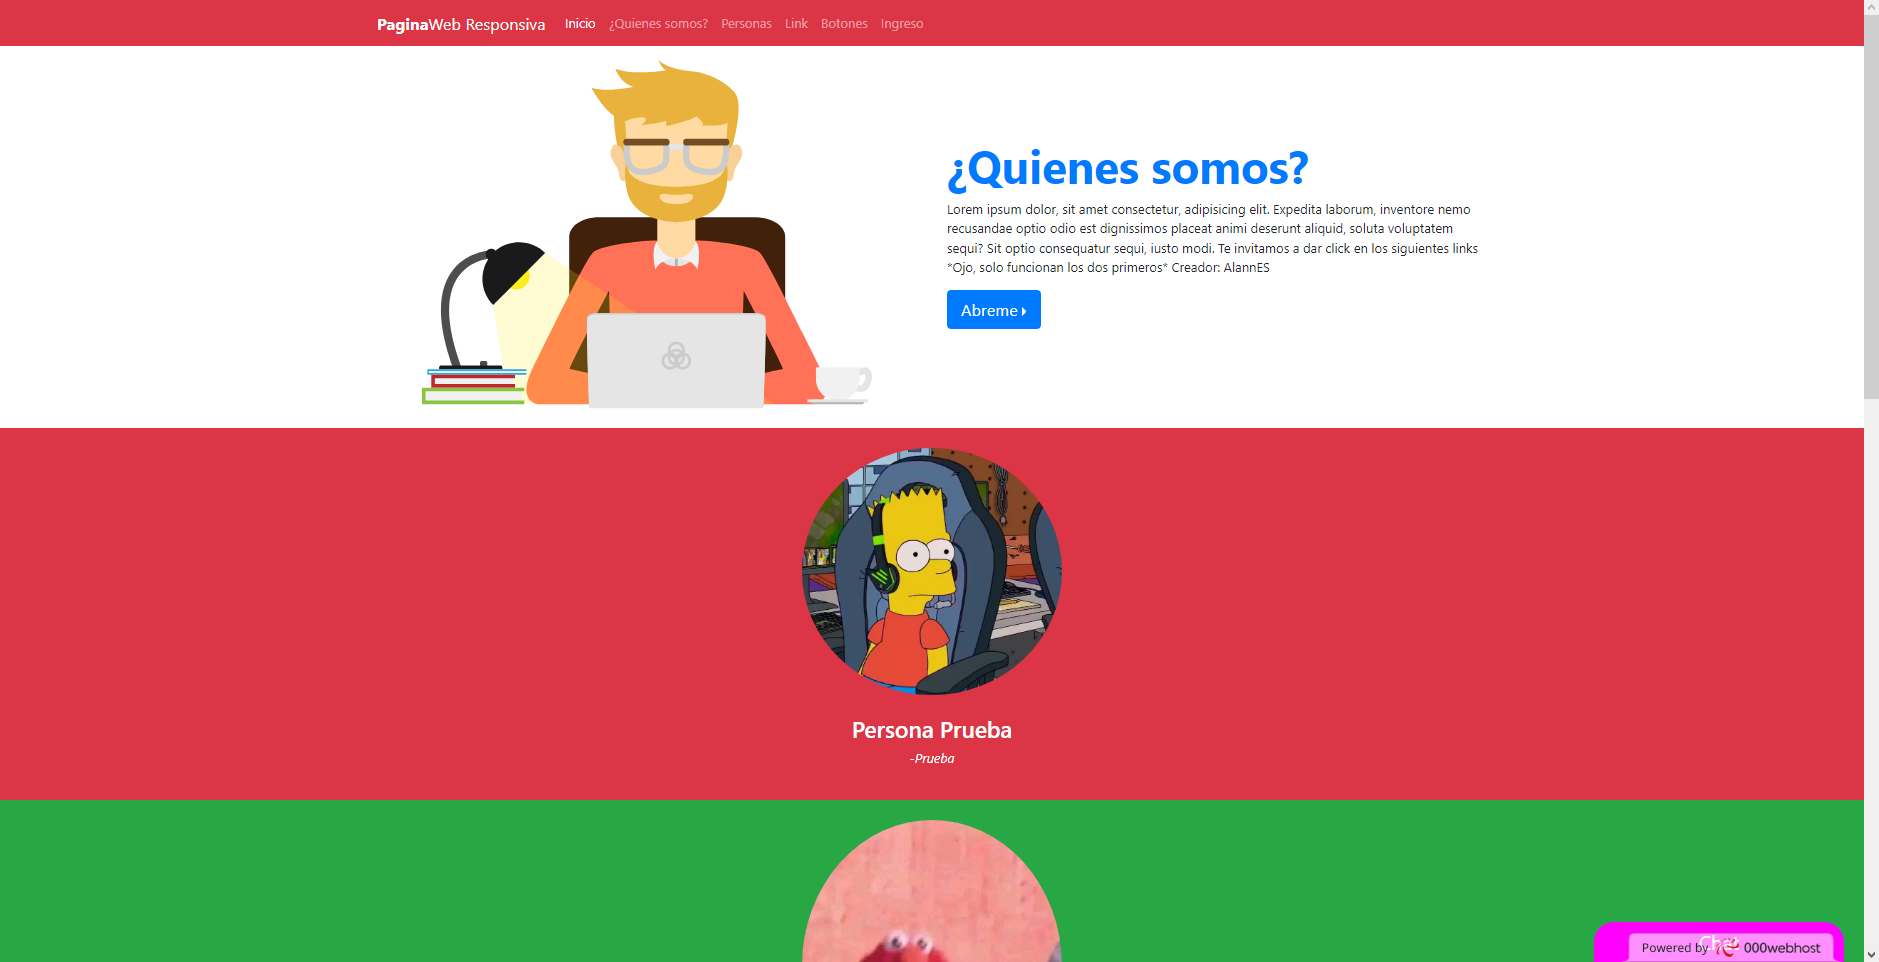 PaginaWeb Responsiva Inicio ¿Quienes somos? Personas Link Botones Ingreso
¿Quienes somos?
Lorem ipsum dolor, sit amet consectetur, adipisicing elit. Expedita laborum, inventore nemo
recusandae optio odio est dignissimos placeat animi deserunt aliquid, soluta voluptatem
sequi? Sit optio consequatur sequi, iusto modi. Te invitamos a dar click en los siguientes links
*Ojo, solo funcionan los dos primeros* Creador: AlannES
Abreme
Persona Prueba
-Prueba
Chat
Powered by 000webhost